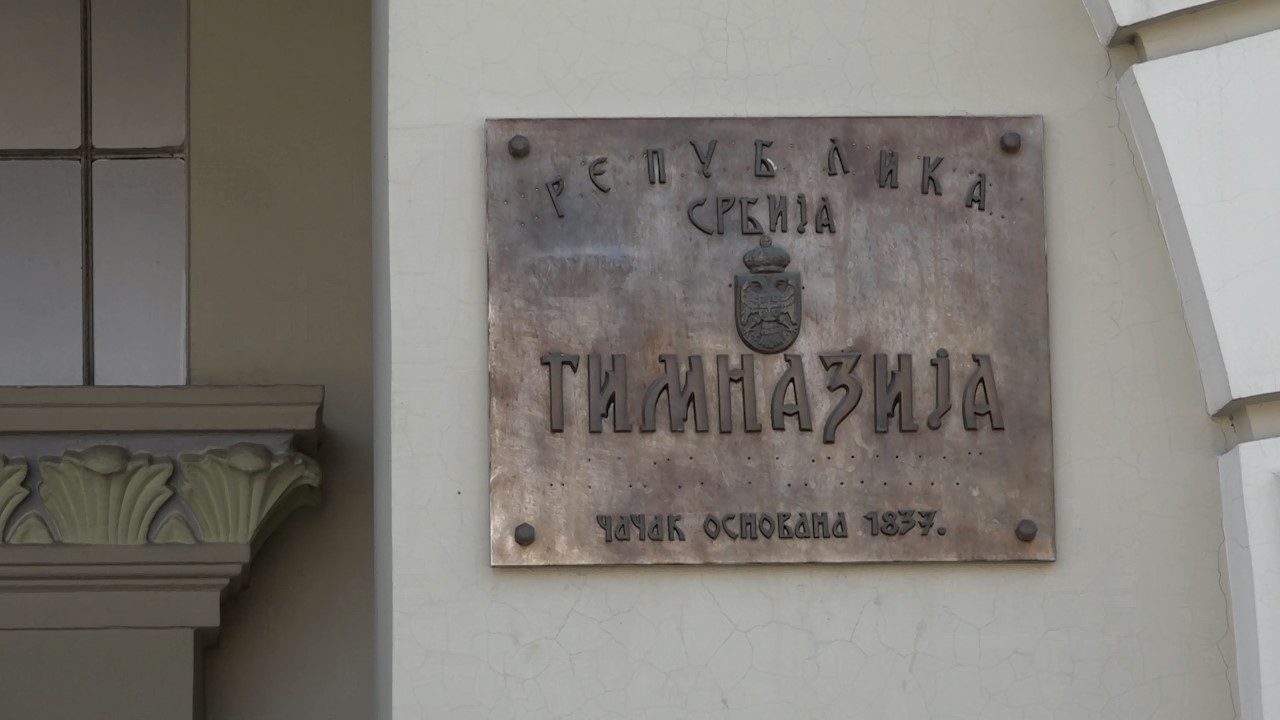 РЕПУБЛИКА
СРБИЈА
ГИМНАЗИЈА
ЧАЧАК ОСНОВАНА 1837.